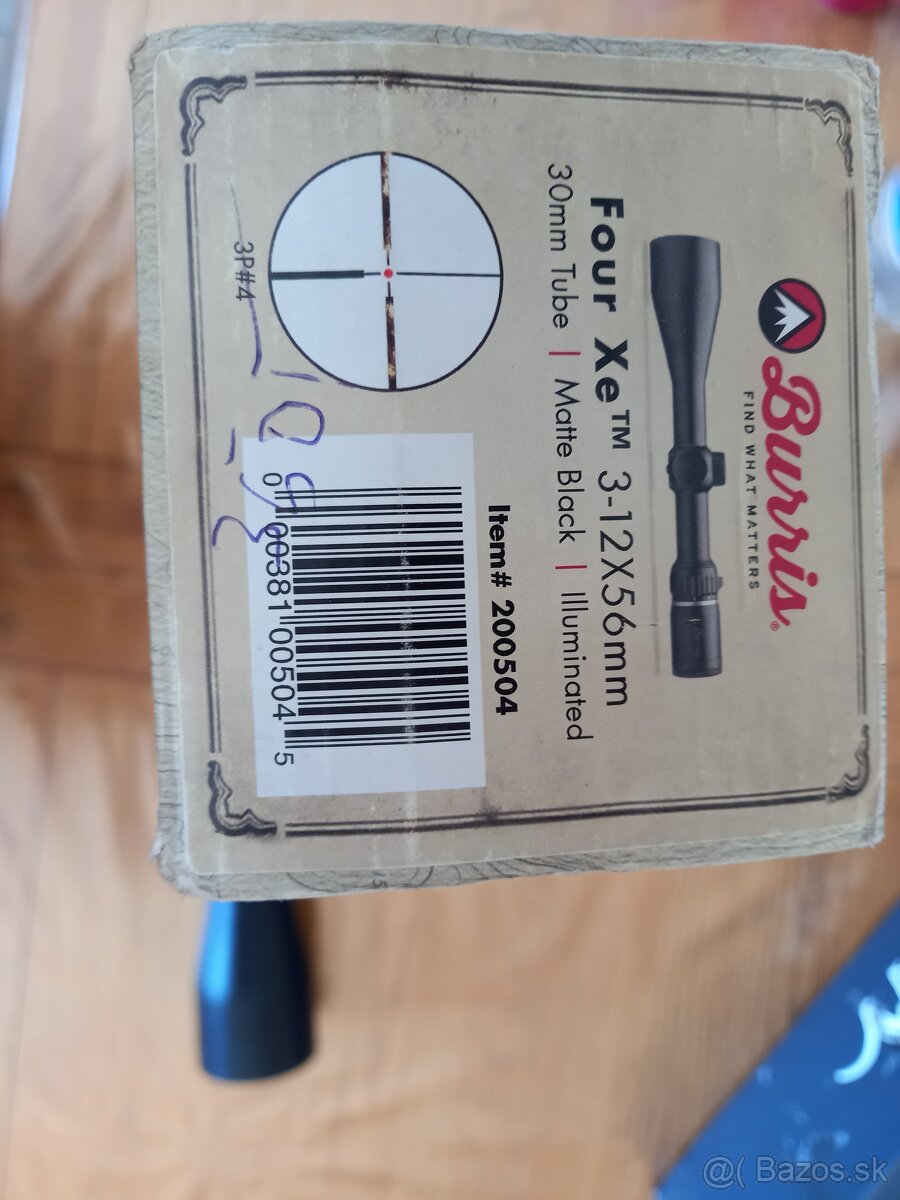 Burris®
FIND WHAT MATTERS
Four Xe™ 3-12X56mm
30mm Tube | Matte Black | Illuminated
Item# 200504
3P#4
0 00381 00504 5
@( Bazos.sk